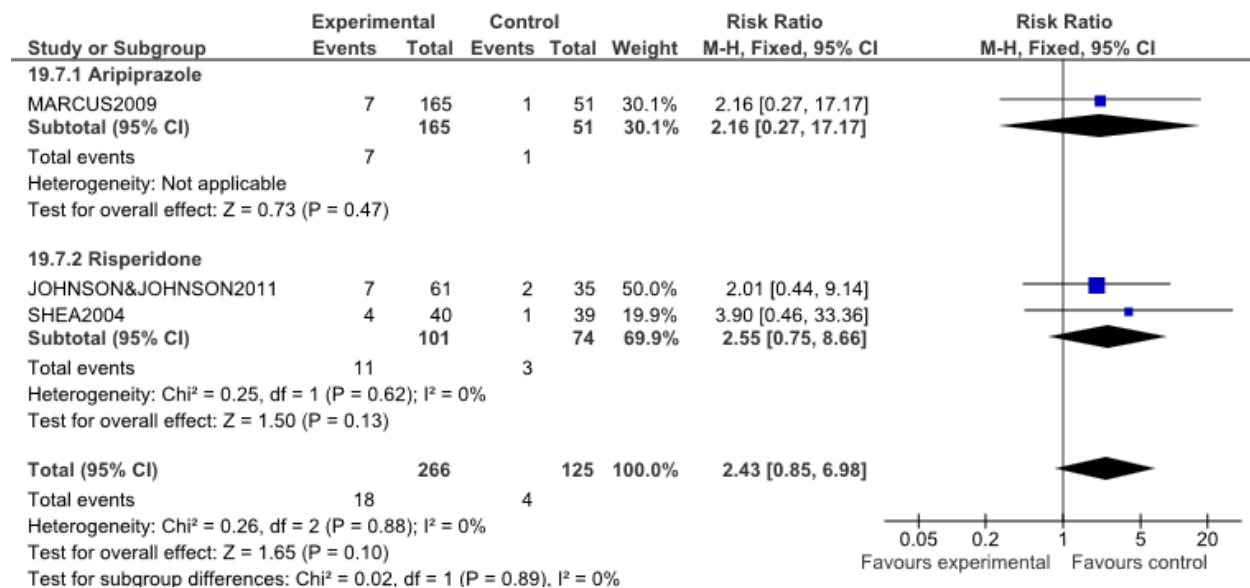 Experimental Control Risk Ratio Risk Ratio
Study or Subgroup Events Total Events Total Weight M-H, Fixed, 95% CI M-H, Fixed, 95% CI
19.7.1 Aripiprazole
MARCUS2009 7 165 1 51 30.1% 2.16 [0.27, 17.17]
Subtotal (95% CI) 165 51 30.1% 2.16 [0.27, 17.17]
Total events 7 1
Heterogeneity: Not applicable
Test for overall effect: Z = 0.73 (P = 0.47)
19.7.2 Risperidone
JOHNSON&JOHNSON2011 7 61 2 35 50.0% 2.01 [0.44, 9.14]
SHEA2004 4 40 1 39 19.9% 3.90 [0.46, 33.36]
Subtotal (95% CI) 101 74 69.9% 2.55 [0.75, 8.66]
Total events 11 3
Heterogeneity: Chi² = 0.25, df = 1 (P = 0.62); I² = 0%
Test for overall effect: Z = 1.50 (P = 0.13)
Total (95% CI) 266 125 100.0% 2.43 [0.85, 6.98]
Total events 18 4
Heterogeneity: Chi² = 0.26, df = 2 (P = 0.88); I² = 0%
Test for overall effect: Z = 1.65 (P = 0.10)
Test for subgroup differences: Chi² = 0.02, df = 1 (P = 0.89), I² = 0%
0.05 0.2 1 5 20
Favours experimental Favours control